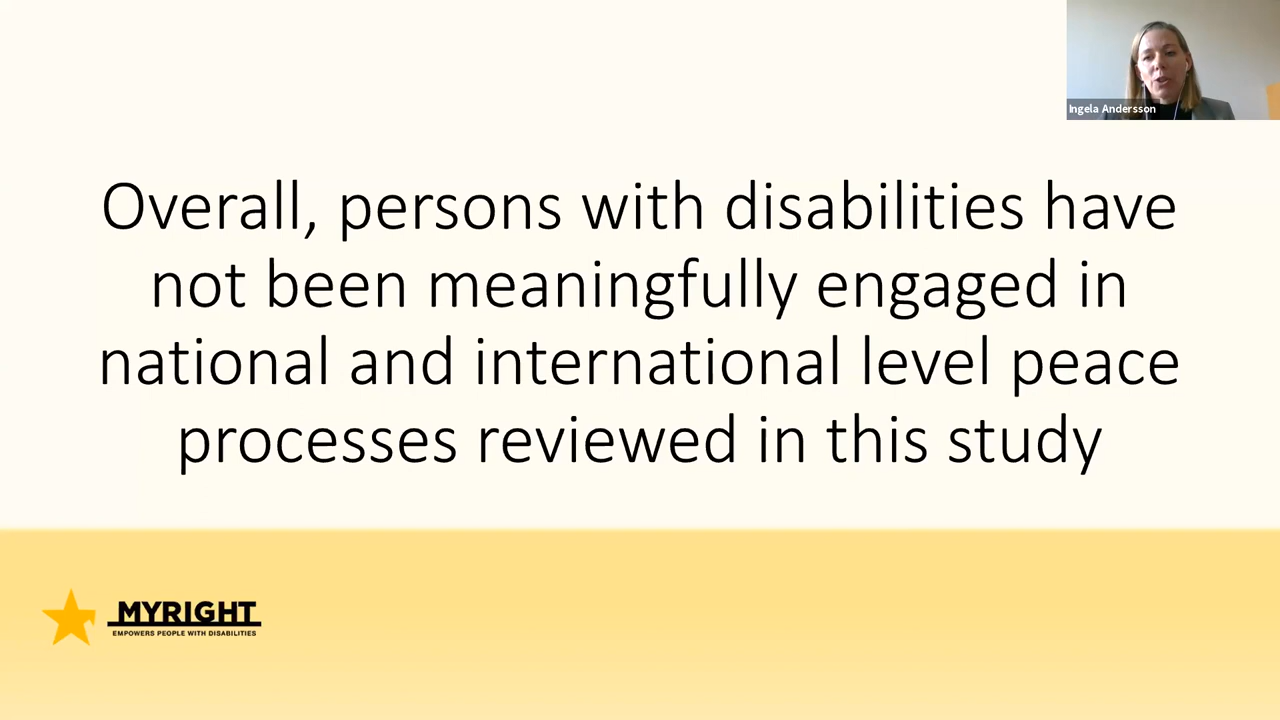 Ingela Andersson
Overall, persons with disabilities have
not been meaningfully engaged in
national and international level peace
processes reviewed in this study
MYRIGHT
EMPOWERS PEOPLE WITH DISABILITIES